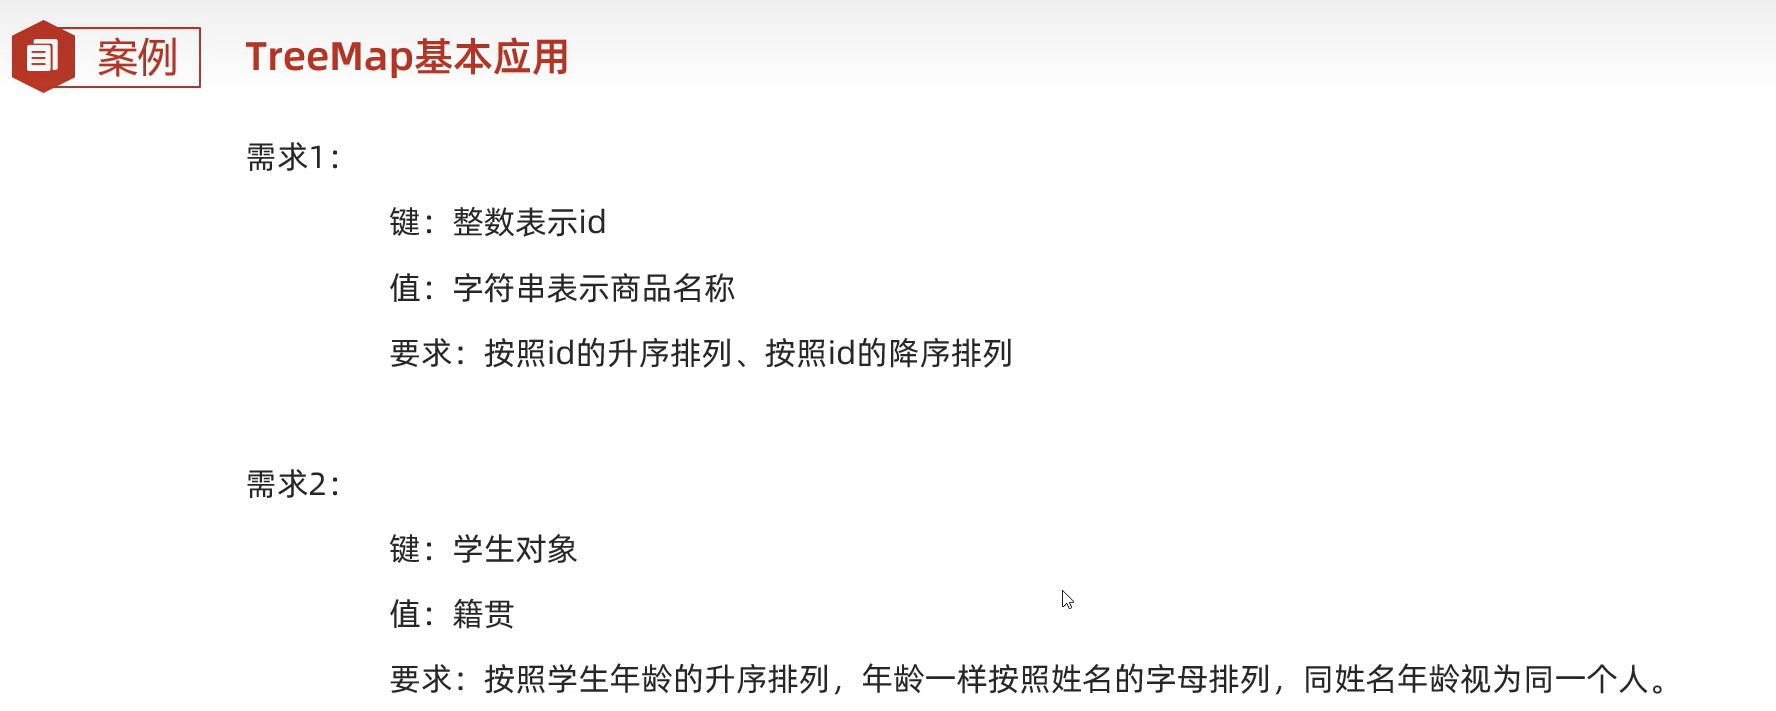 案例 TreeMap基本应用
需求1：
键：整数表示id
值：字符串表示商品名称
要求：按照id的升序排列、按照id的降序排列
需求2：
键：学生对象
值：籍贯
要求：按照学生年龄的升序排列，年龄一样按照姓名的字母排列，同姓名年龄视为同一个人。